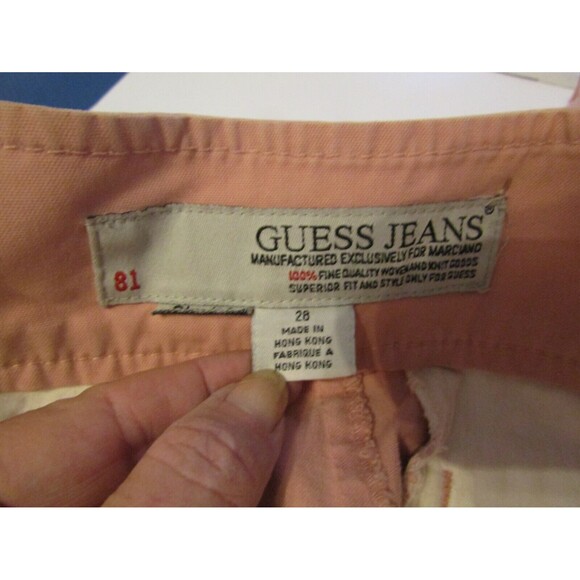 GUESS JEANS®
MANUFACTURED EXCLUSIVELY FOR MARCIANO
100% FINE QUALITY WOVEN AND KNIT GOODS
SUPERIOR FIT AND STYLE ONLY FOR GUESS
81
28
MADE IN
HONG KONG
FABRIQUE A
HONG KONG